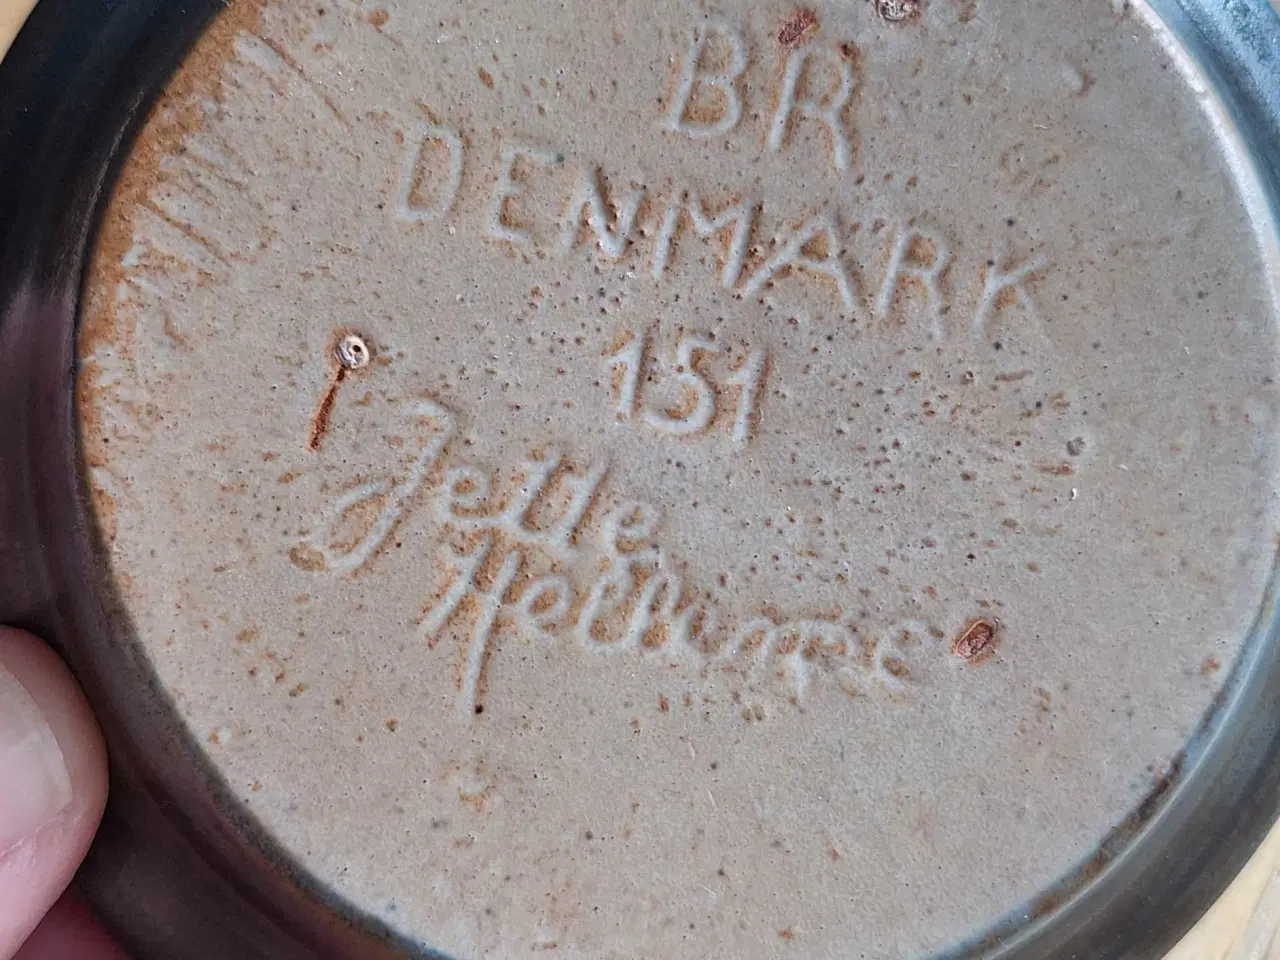 BR
DENMARK
151
Jette
Hellerøe